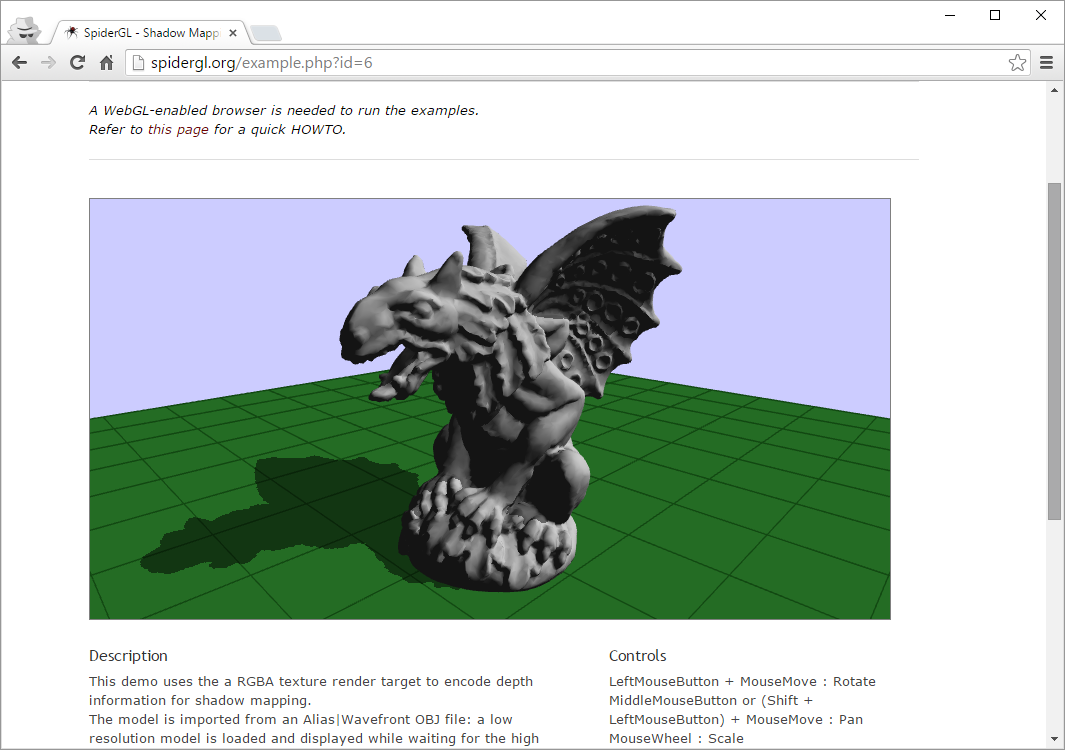 SpiderGL - Shadow Mapp
spidergl.org/example.php?id=6
A WebGL-enabled browser is needed to run the examples.
Refer to this page for a quick HOWTO.
Description
This demo uses the a RGBA texture render target to encode depth
information for shadow mapping.
The model is imported from an Alias|Wavefront OBJ file: a low
resolution model is loaded and displayed while waiting for the high
Controls
LeftMouseButton + MouseMove : Rotate
MiddleMouseButton or (Shift +
LeftMouseButton) + MouseMove : Pan
MouseWheel : Scale